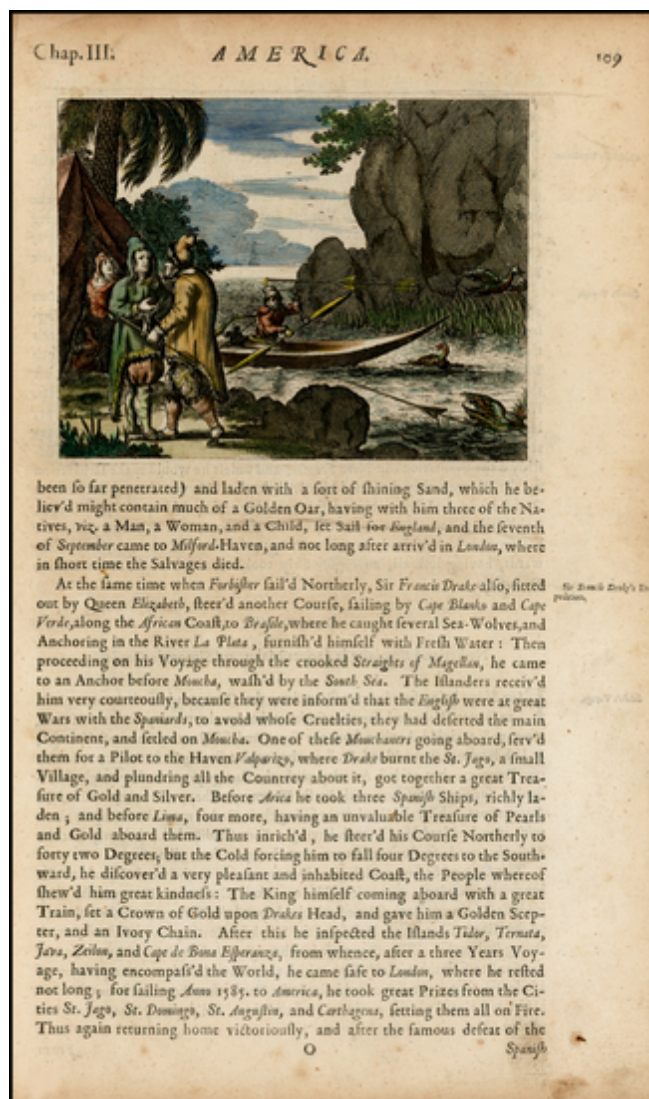 Chap. III. AMERICA. 109
been ſo far penetrated) and laden with a ſort of ſhining Sand, which he be-
liev'd might contain much of a Golden Oar, having with him three of the Na-
tives, viz. a Man, a Woman, and a Child, ſet Sail for England, and the ſeventh
of September came to Milford-Haven, and not long after arriv'd in London, where
in ſhort time the Salvages died.
At the ſame time when Forbiſher ſail'd Northerly, Sir Francis Drake alſo, fitted
out by Queen Elizabeth, ſteer'd another Courſe, ſailing by Cape Blanko and Cape
Verde, along the African Coaſt, to Braſile, where he caught ſeveral Sea-Wolves, and
Anchoring in the River La Plata, furniſh'd himſelf with Freſh Water: Then
proceeding on his Voyage through the crooked Straights of Magellan, he came
to an Anchor before Moucha, waſh'd by the South Sea. The Iſlanders receiv'd
him very courteouſly, becauſe they were inform'd that the Engliſh were at great
Wars with the Spaniards, to avoid whoſe Cruelties, they had deſerted the main
Continent, and ſetled on Moucha. One of theſe Mouchaners going aboard, ſerv'd
them for a Pilot to the Haven Valparizo, where Drake burnt the St. Jago, a ſmall
Village, and plundring all the Countrey about it, got together a great Trea-
ſure of Gold and Silver. Before Arica he took three Spaniſh Ships, richly la-
den; and before Lima, four more, having an unvaluable Treaſure of Pearls
and Gold aboard them. Thus inrich'd, he ſteer'd his Courſe Northerly to
forty two Degrees; but the Cold forcing him to fall four Degrees to the South-
ward, he diſcover'd a very pleaſant and inhabited Coaſt, the People whereof
ſhew'd him great kindneſs: The King himſelf coming aboard with a great
Train, ſet a Crown of Gold upon Drakes Head, and gave him a Golden Scep-
ter, and an Ivory Chain. After this he inſpected the Iſlands Tidor, Ternata,
Java, Zeilon, and Cape de Bona Eſperanza, from whence, after a three Years Voy-
age, having encompaſs'd the World, he came ſafe to London, where he reſted
not long; for ſailing Anno 1585. to America, he took great Prizes from the Ci-
ties St. Jago, St. Domingo, St. Auguſtin, and Carthagena, ſetting them all on Fire.
Thus again returning home victoriouſly, and after the famous defeat of the
O Spaniſh
Sir Francis Drake's Ex-
pedition.